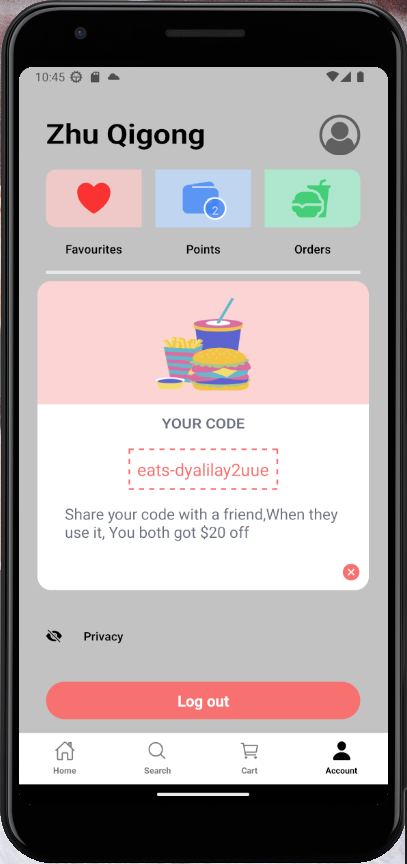 10:45
Zhu Qigong
2
Favourites Points Orders
YOUR CODE
eats-dyalilay2uue
Share your code with a friend,When they
use it, You both got $20 off
Privacy
Log out
Home Search Cart Account